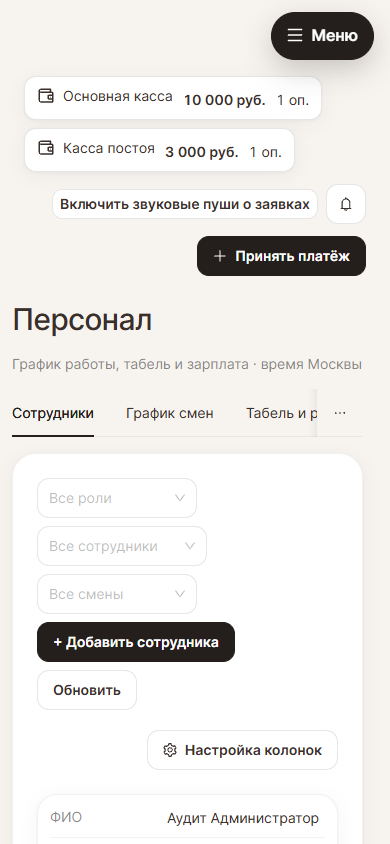 Меню
Основная касса 10 000 руб. 1 оп.
Касса постоя 3 000 руб. 1 оп.
Включить звуковые пуши о заявках
+ Принять платёж
Персонал
График работы, табель и зарплата · время Москвы
Сотрудники График смен Табель и р ...
Все роли
Все сотрудники
Все смены
+ Добавить сотрудника
Обновить
Настройка колонок
ФИО Аудит Администратор